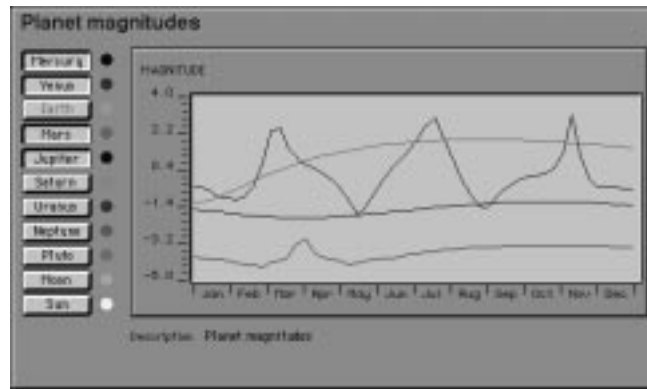 Planet magnitudes
Mercury
Venus
Earth
Mars
Jupiter
Saturn
Uranus
Neptune
Pluto
Moon
Sun
MAGNITUDE
4.0
2.2
0.4
-1.4
-3.2
-5.0
Jan Feb Mar Apr May Jun Jul Aug Sep Oct Nov Dec
Description: Planet magnitudes